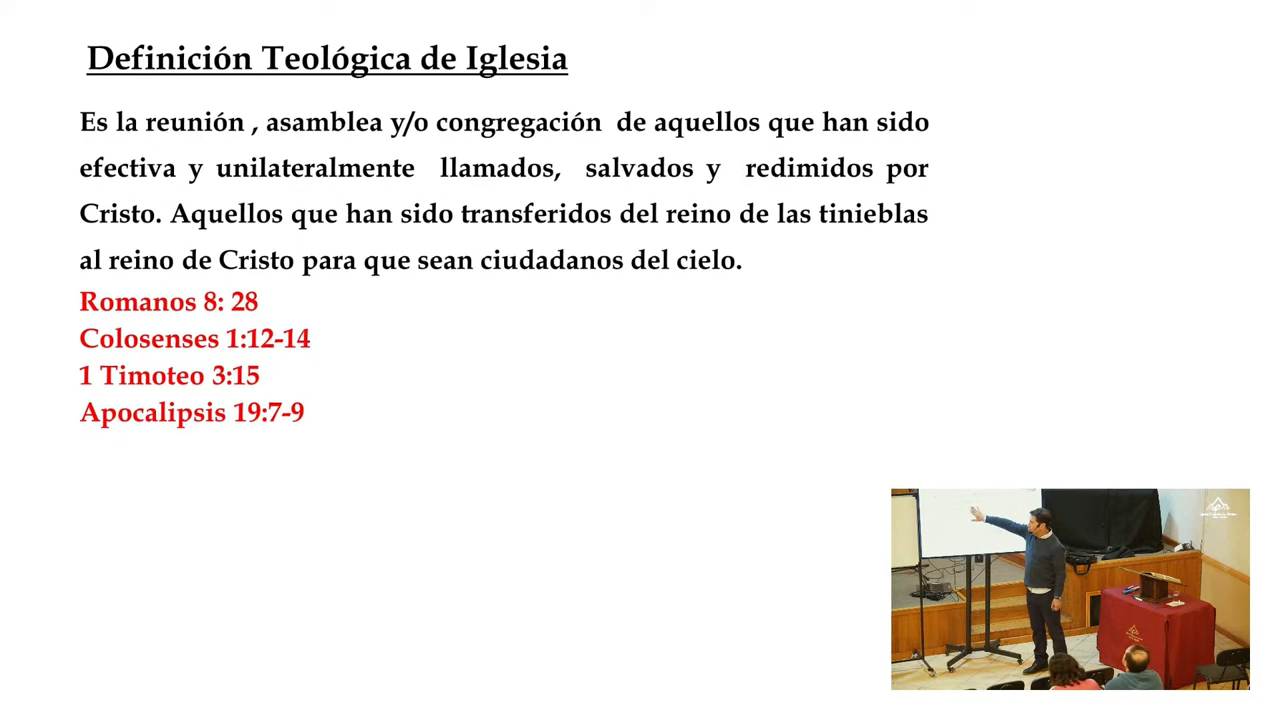 Definición Teológica de Iglesia
Es la reunión , asamblea y/o congregación de aquellos que han sido
efectiva y unilateralmente llamados, salvados y redimidos por
Cristo. Aquellos que han sido transferidos del reino de las tinieblas
al reino de Cristo para que sean ciudadanos del cielo.
Romanos 8: 28
Colosenses 1:12-14
1 Timoteo 3:15
Apocalipsis 19:7-9